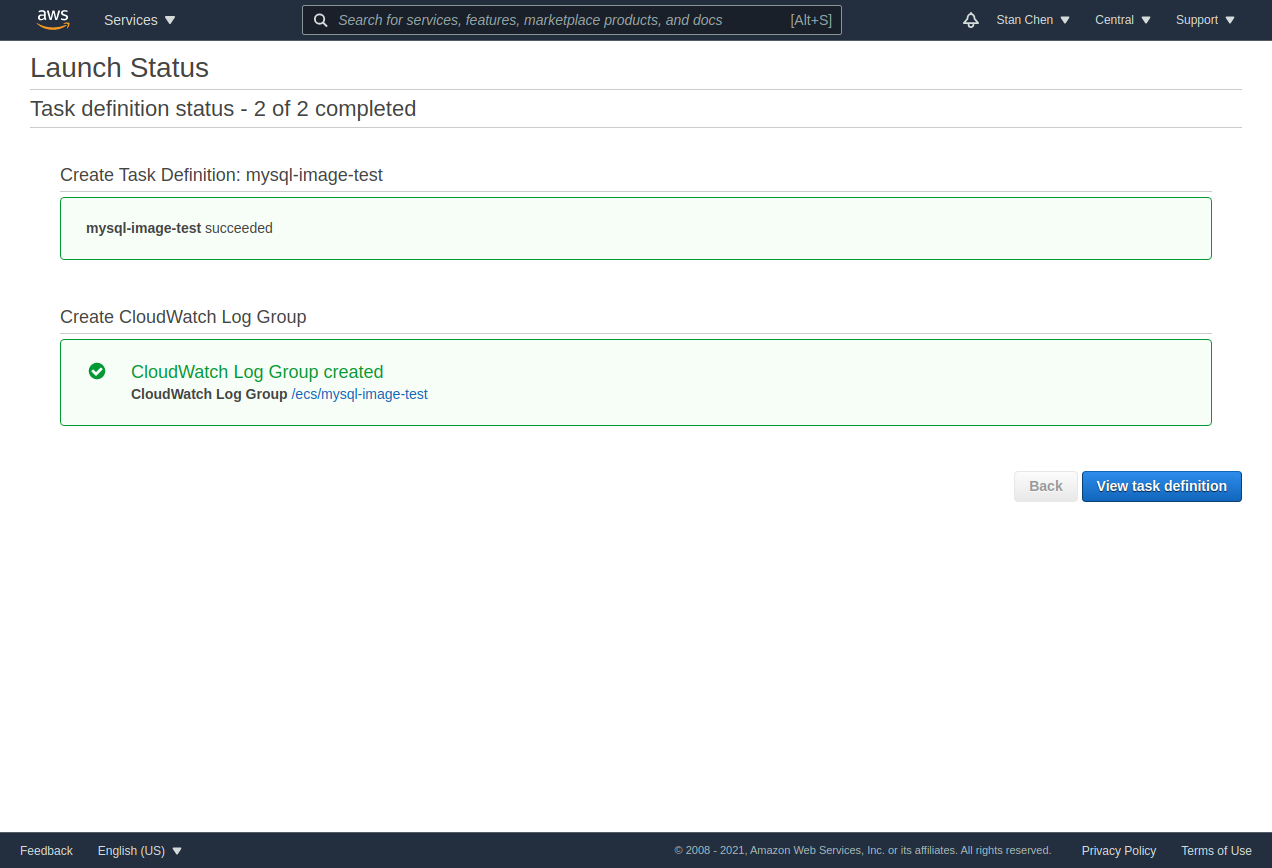 aws Services Search for services, features, marketplace products, and docs [Alt+S] Stan Chen Central Support
Launch Status
Task definition status - 2 of 2 completed
Create Task Definition: mysql-image-test
mysql-image-test succeeded
Create CloudWatch Log Group
CloudWatch Log Group created
CloudWatch Log Group /ecs/mysql-image-test
Back View task definition
Feedback English (US) © 2008 - 2021, Amazon Web Services, Inc. or its affiliates. All rights reserved. Privacy Policy Terms of Use